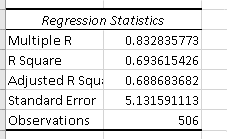 Regression Statistics
Multiple R 0.832835773
R Square 0.693615426
Adjusted R Squ 0.688683682
Standard Error 5.131591113
Observations 506